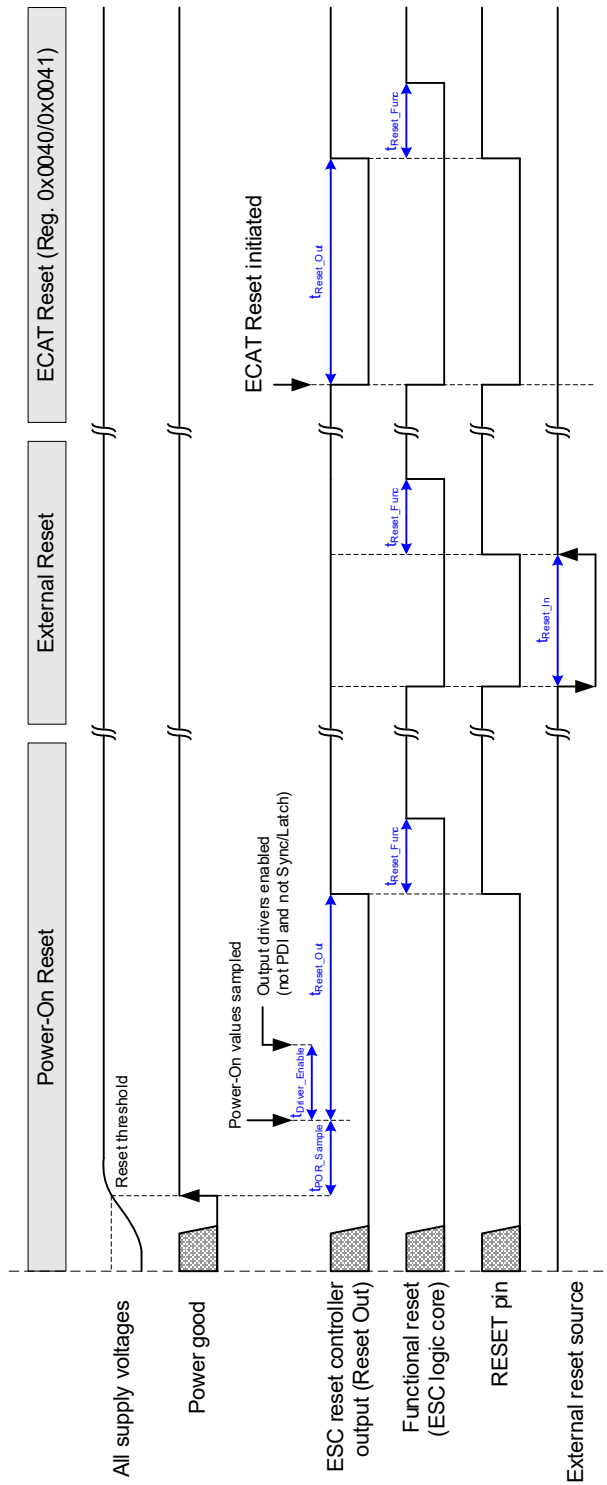 Power-On Reset
External Reset
ECAT Reset (Reg. 0x0040/0x0041)
All supply voltages
Reset threshold
Power good
Power-On values sampled
Output drivers enabled
(not PDI and not Sync/Latch)
ECAT Reset initiated
ESC reset controller
output (Reset Out)
tPOR_Sample
tDriver_Enable
tReset_Out
tReset_Out
Functional reset
(ESC logic core)
tReset_Func
tReset_Func
tReset_Func
RESET pin
External reset source
tReset_In